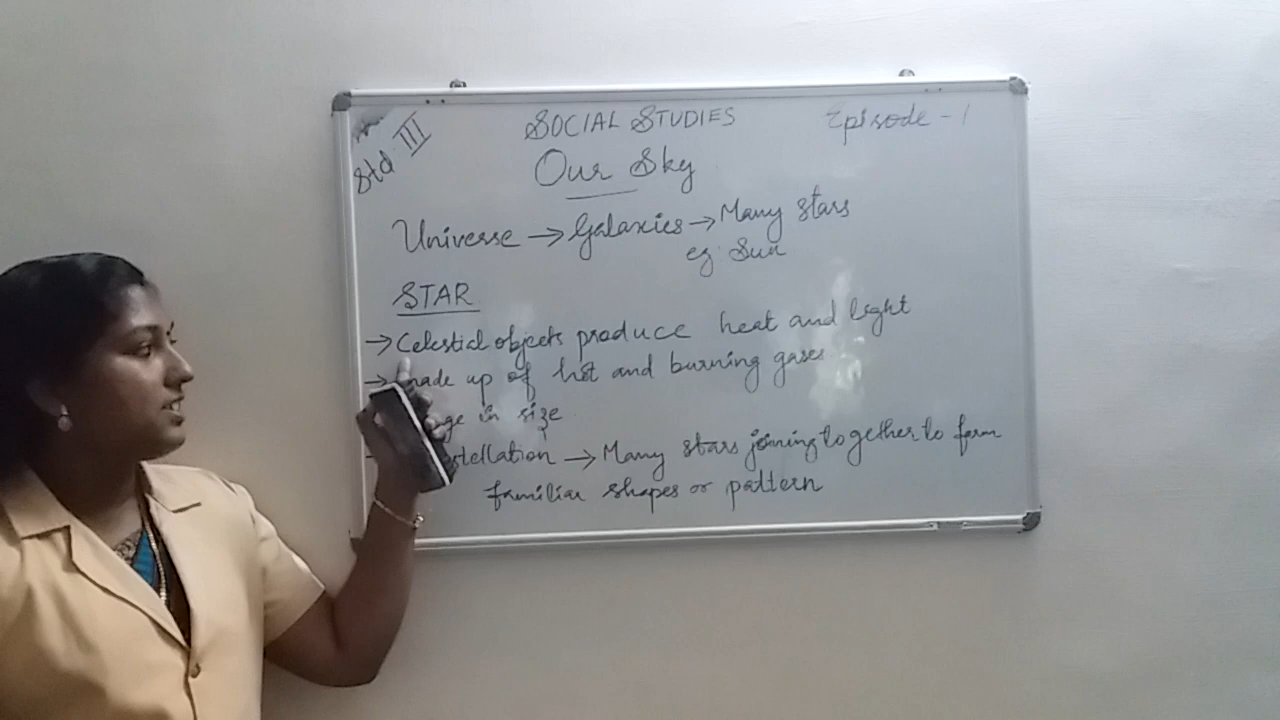 Std III
SOCIAL STUDIES
Episode - 1
Our Sky
Universe → Galaxies → Many stars
eg Sun
STAR
→ Celestial objects produce heat and light
→ made up of hot and burning gases
in size
→ Many stars joining together to form
familiar shapes or pattern